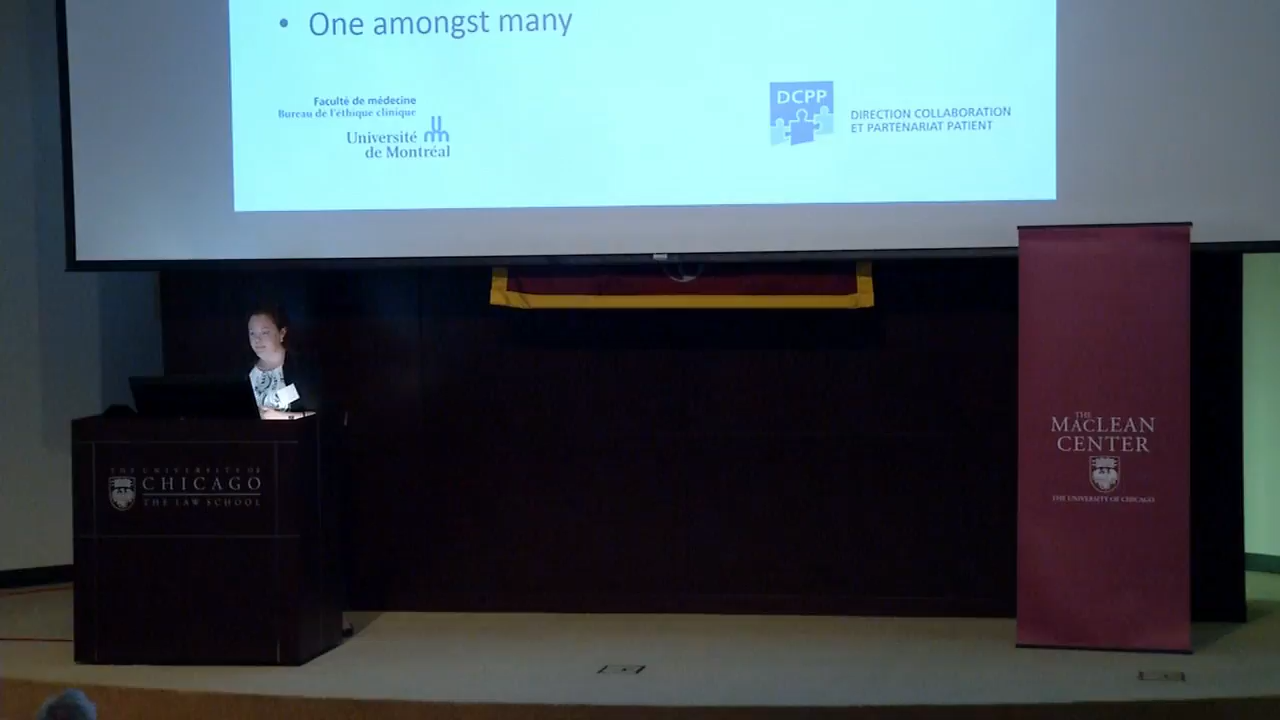 • One amongst many
Faculté de médecine
Bureau de l'éthique clinique
Université
de Montréal
DCPP
DIRECTION COLLABORATION
ET PARTENARIAT PATIENT
THE UNIVERSITY OF
CHICAGO
THE LAW SCHOOL
THE
MACLEAN
CENTER
THE UNIVERSITY OF CHICAGO